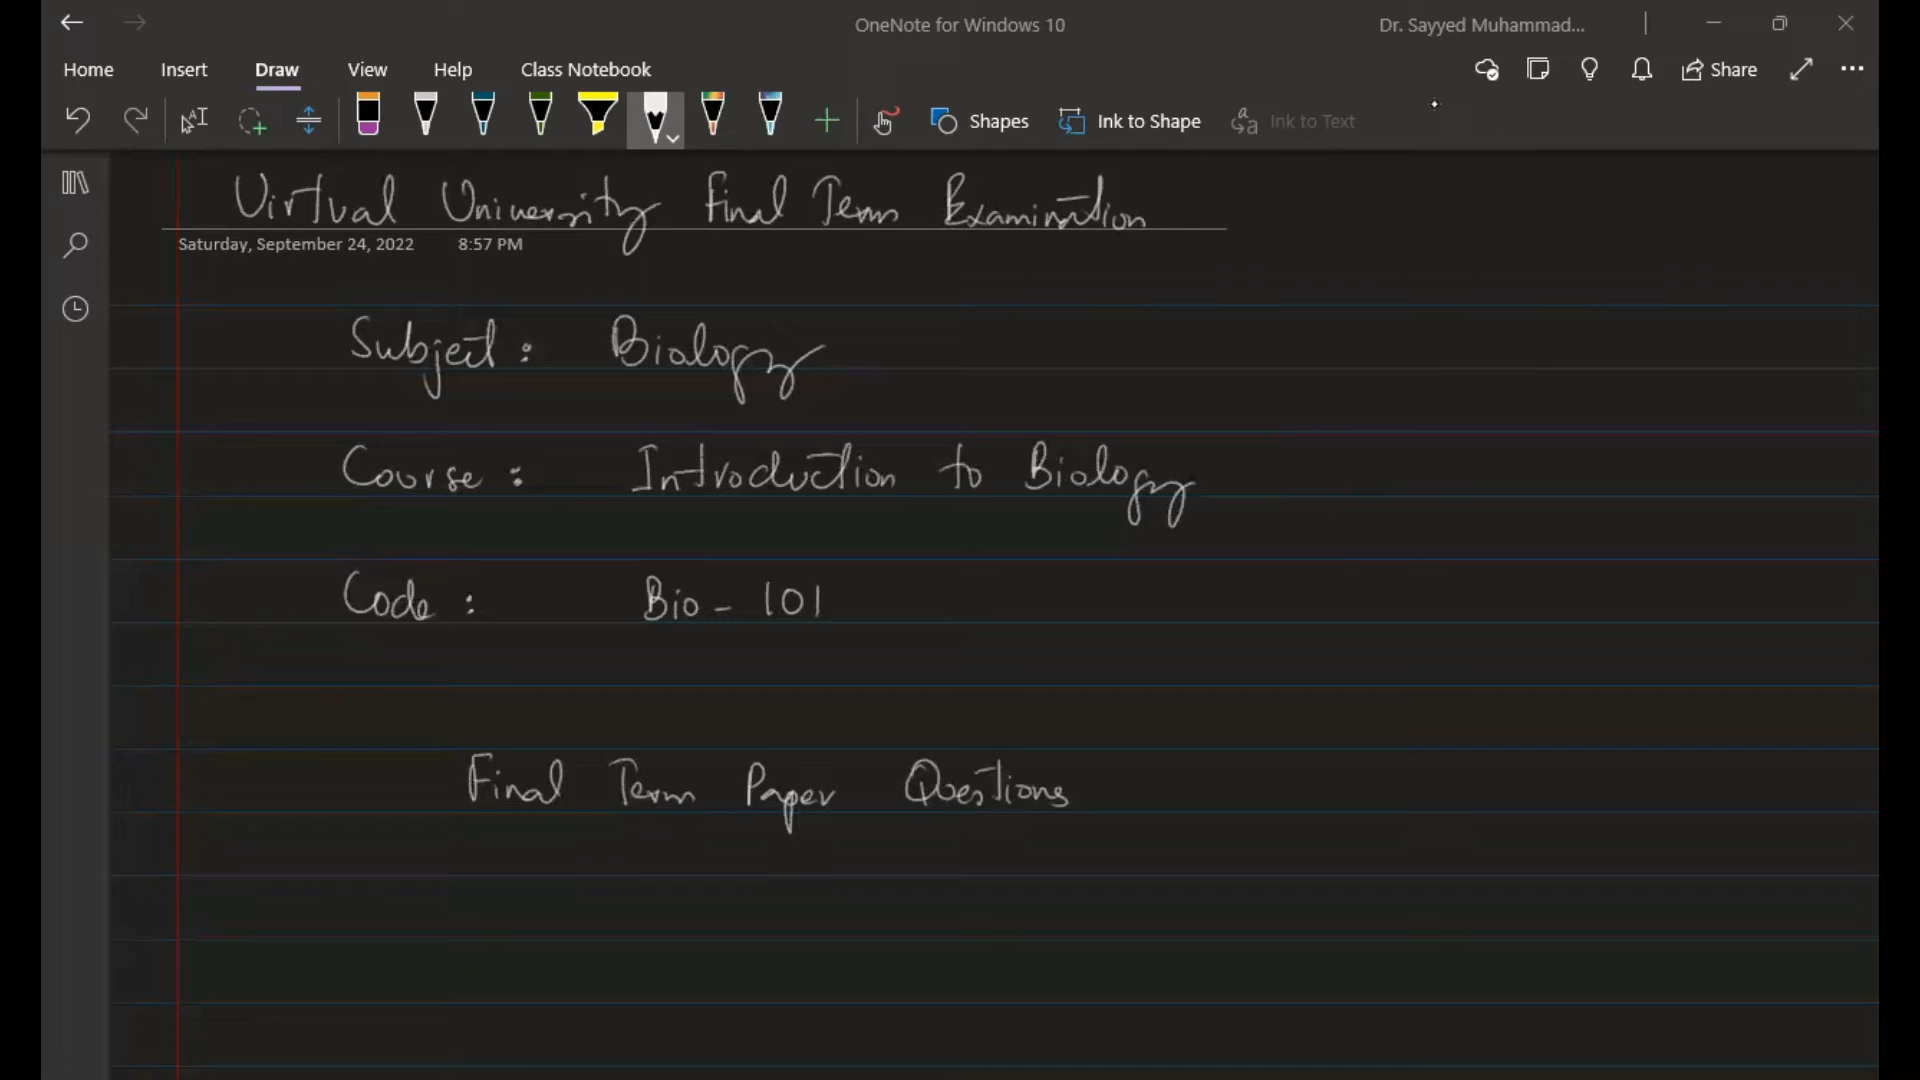 OneNote for Windows 10
Dr. Sayyed Muhammad...
Home Insert Draw View Help Class Notebook
Share
Shapes Ink to Shape Ink to Text
Virtual University Final Term Examination
Saturday, September 24, 2022 8:57 PM
Subject: Biology
Course: Introduction to Biology
Code: Bio - 101
Final Term Paper Questions